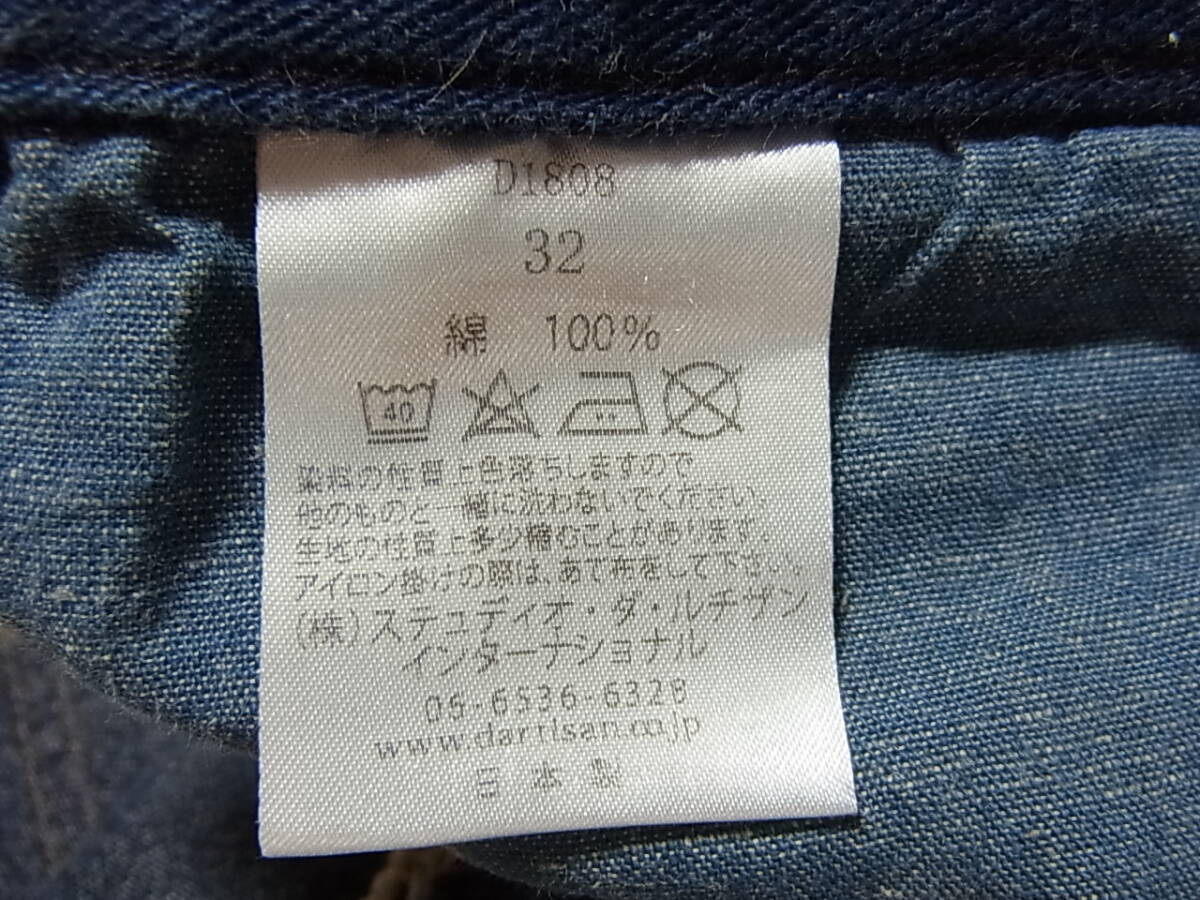 D1808
32
綿 100%
40
染料の性質上色落ちしますので
他のものと一緒に洗わないでください。
生地の性質上多少縮むことがあります。
アイロン掛けの際は、あて布をして下さい。
(株)ステュディオ・ダ・ルチザン
インターナショナル
06-6536-6328
www.dartisan.co.jp
日本製